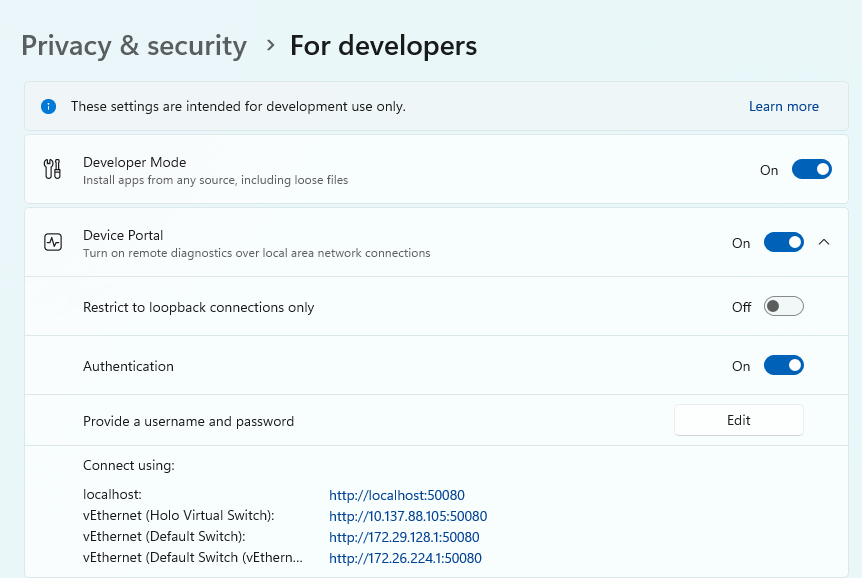 Privacy & security > For developers
These settings are intended for development use only. Learn more
Developer Mode
Install apps from any source, including loose files
On
Device Portal
Turn on remote diagnostics over local area network connections
On
Restrict to loopback connections only Off
Authentication On
Provide a username and password Edit
Connect using:
localhost: http://localhost:50080
vEthernet (Holo Virtual Switch): http://10.137.88.105:50080
vEthernet (Default Switch): http://172.29.128.1:50080
vEthernet (Default Switch (vEthern... http://172.26.224.1:50080